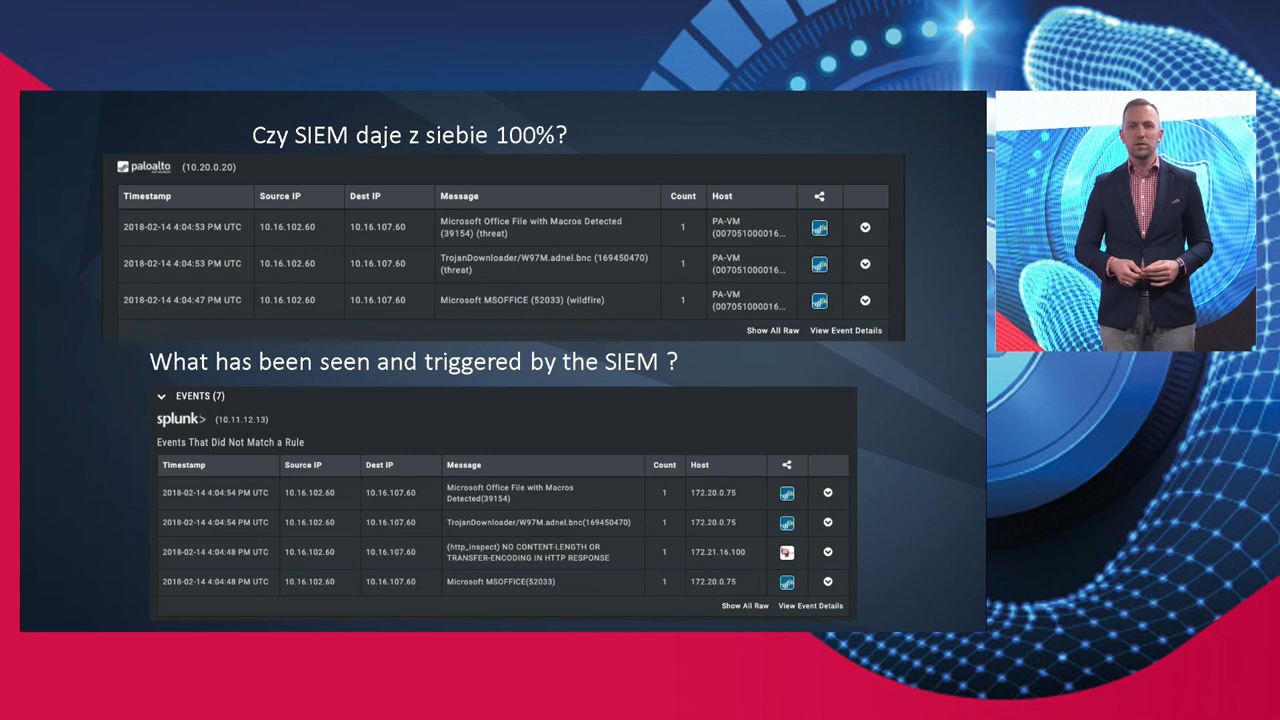 Czy SIEM daje z siebie 100%?
paloalto NETWORKS (10.20.0.20)
Timestamp Source IP Dest IP Message Count Host
2018-02-14 4:04:53 PM UTC 10.16.102.60 10.16.107.60 Microsoft Office File with Macros Detected (39154) (threat) 1 PA-VM (007051000016...
2018-02-14 4:04:53 PM UTC 10.16.102.60 10.16.107.60 TrojanDownloader/W97M.adnel.bnc (169450470) (threat) 1 PA-VM (007051000016...
2018-02-14 4:04:47 PM UTC 10.16.102.60 10.16.107.60 Microsoft MSOFFICE (52033) (wildfire) 1 PA-VM (007051000016...
Show All Raw View Event Details
What has been seen and triggered by the SIEM ?
EVENTS (7)
splunk> (10.11.12.13)
Events That Did Not Match a Rule
Timestamp Source IP Dest IP Message Count Host
2018-02-14 4:04:54 PM UTC 10.16.102.60 10.16.107.60 Microsoft Office File with Macros Detected(39154) 1 172.20.0.75
2018-02-14 4:04:54 PM UTC 10.16.102.60 10.16.107.60 TrojanDownloader/W97M.adnel.bnc(169450470) 1 172.20.0.75
2018-02-14 4:04:48 PM UTC 10.16.102.60 10.16.107.60 (http_inspect) NO CONTENT-LENGTH OR TRANSFER-ENCODING IN HTTP RESPONSE 1 172.21.16.100
2018-02-14 4:04:48 PM UTC 10.16.102.60 10.16.107.60 Microsoft MSOFFICE(52033) 1 172.20.0.75
Show All Raw View Event Details